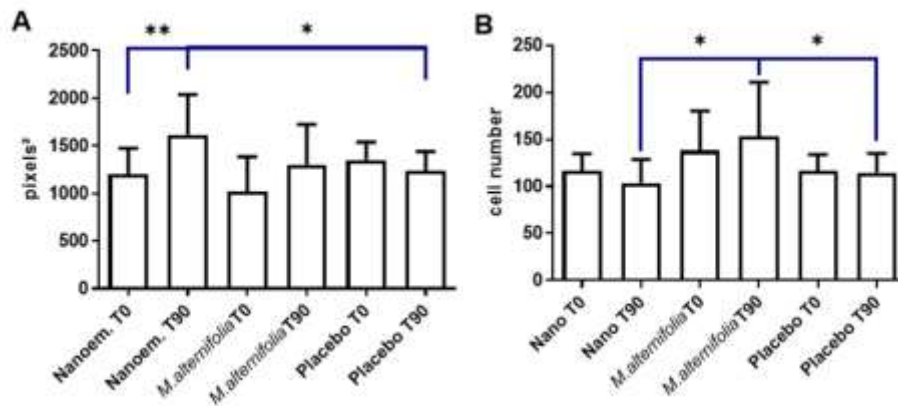 A
** *
2500
2000
1500
1000
500
0
pixels²
Nanoem. T0
Nanoem. T90
M.alternifolia T0
M.alternifolia T90
Placebo T0
Placebo T90
B
* *
250
200
150
100
50
0
cell number
Nano T0
Nano T90
M.alternifolia T0
M.alternifolia T90
Placebo T0
Placebo T90